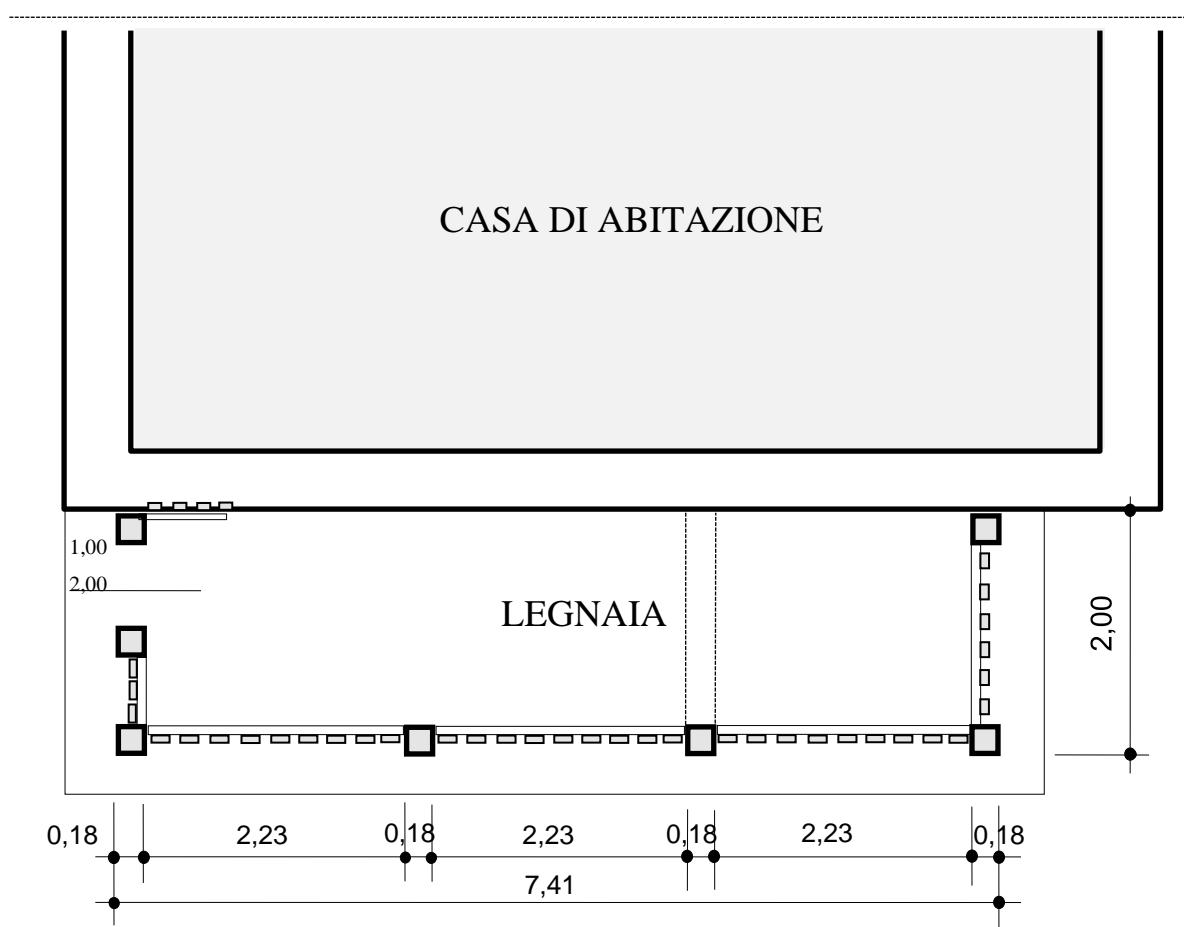 CASA DI ABITAZIONE
1,00
2,00
LEGNAIA
2,00
0,18 2,23 0,18 2,23 0,18 2,23 0,18
7,41